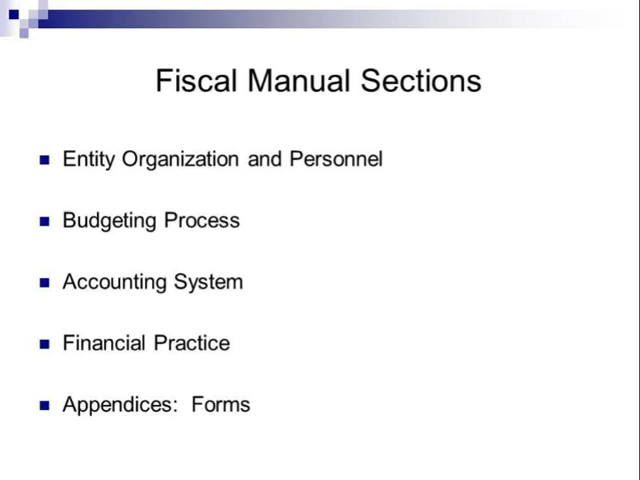 Fiscal Manual Sections
Entity Organization and Personnel
Budgeting Process
Accounting System
Financial Practice
Appendices: Forms